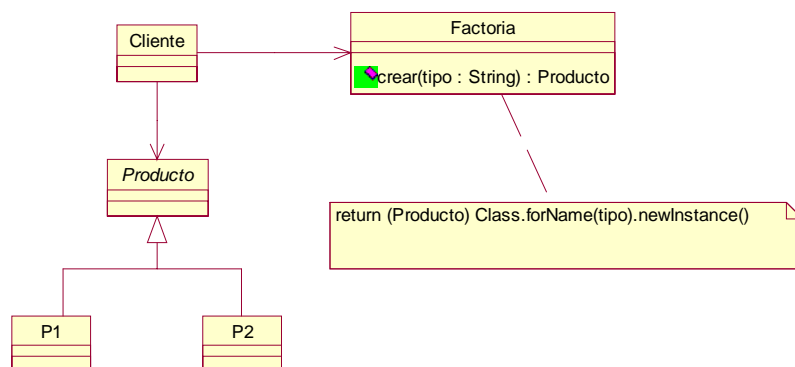 Cliente
Factoria
crear(tipo : String) : Producto
Producto
return (Producto) Class.forName(tipo).newInstance()
P1
P2